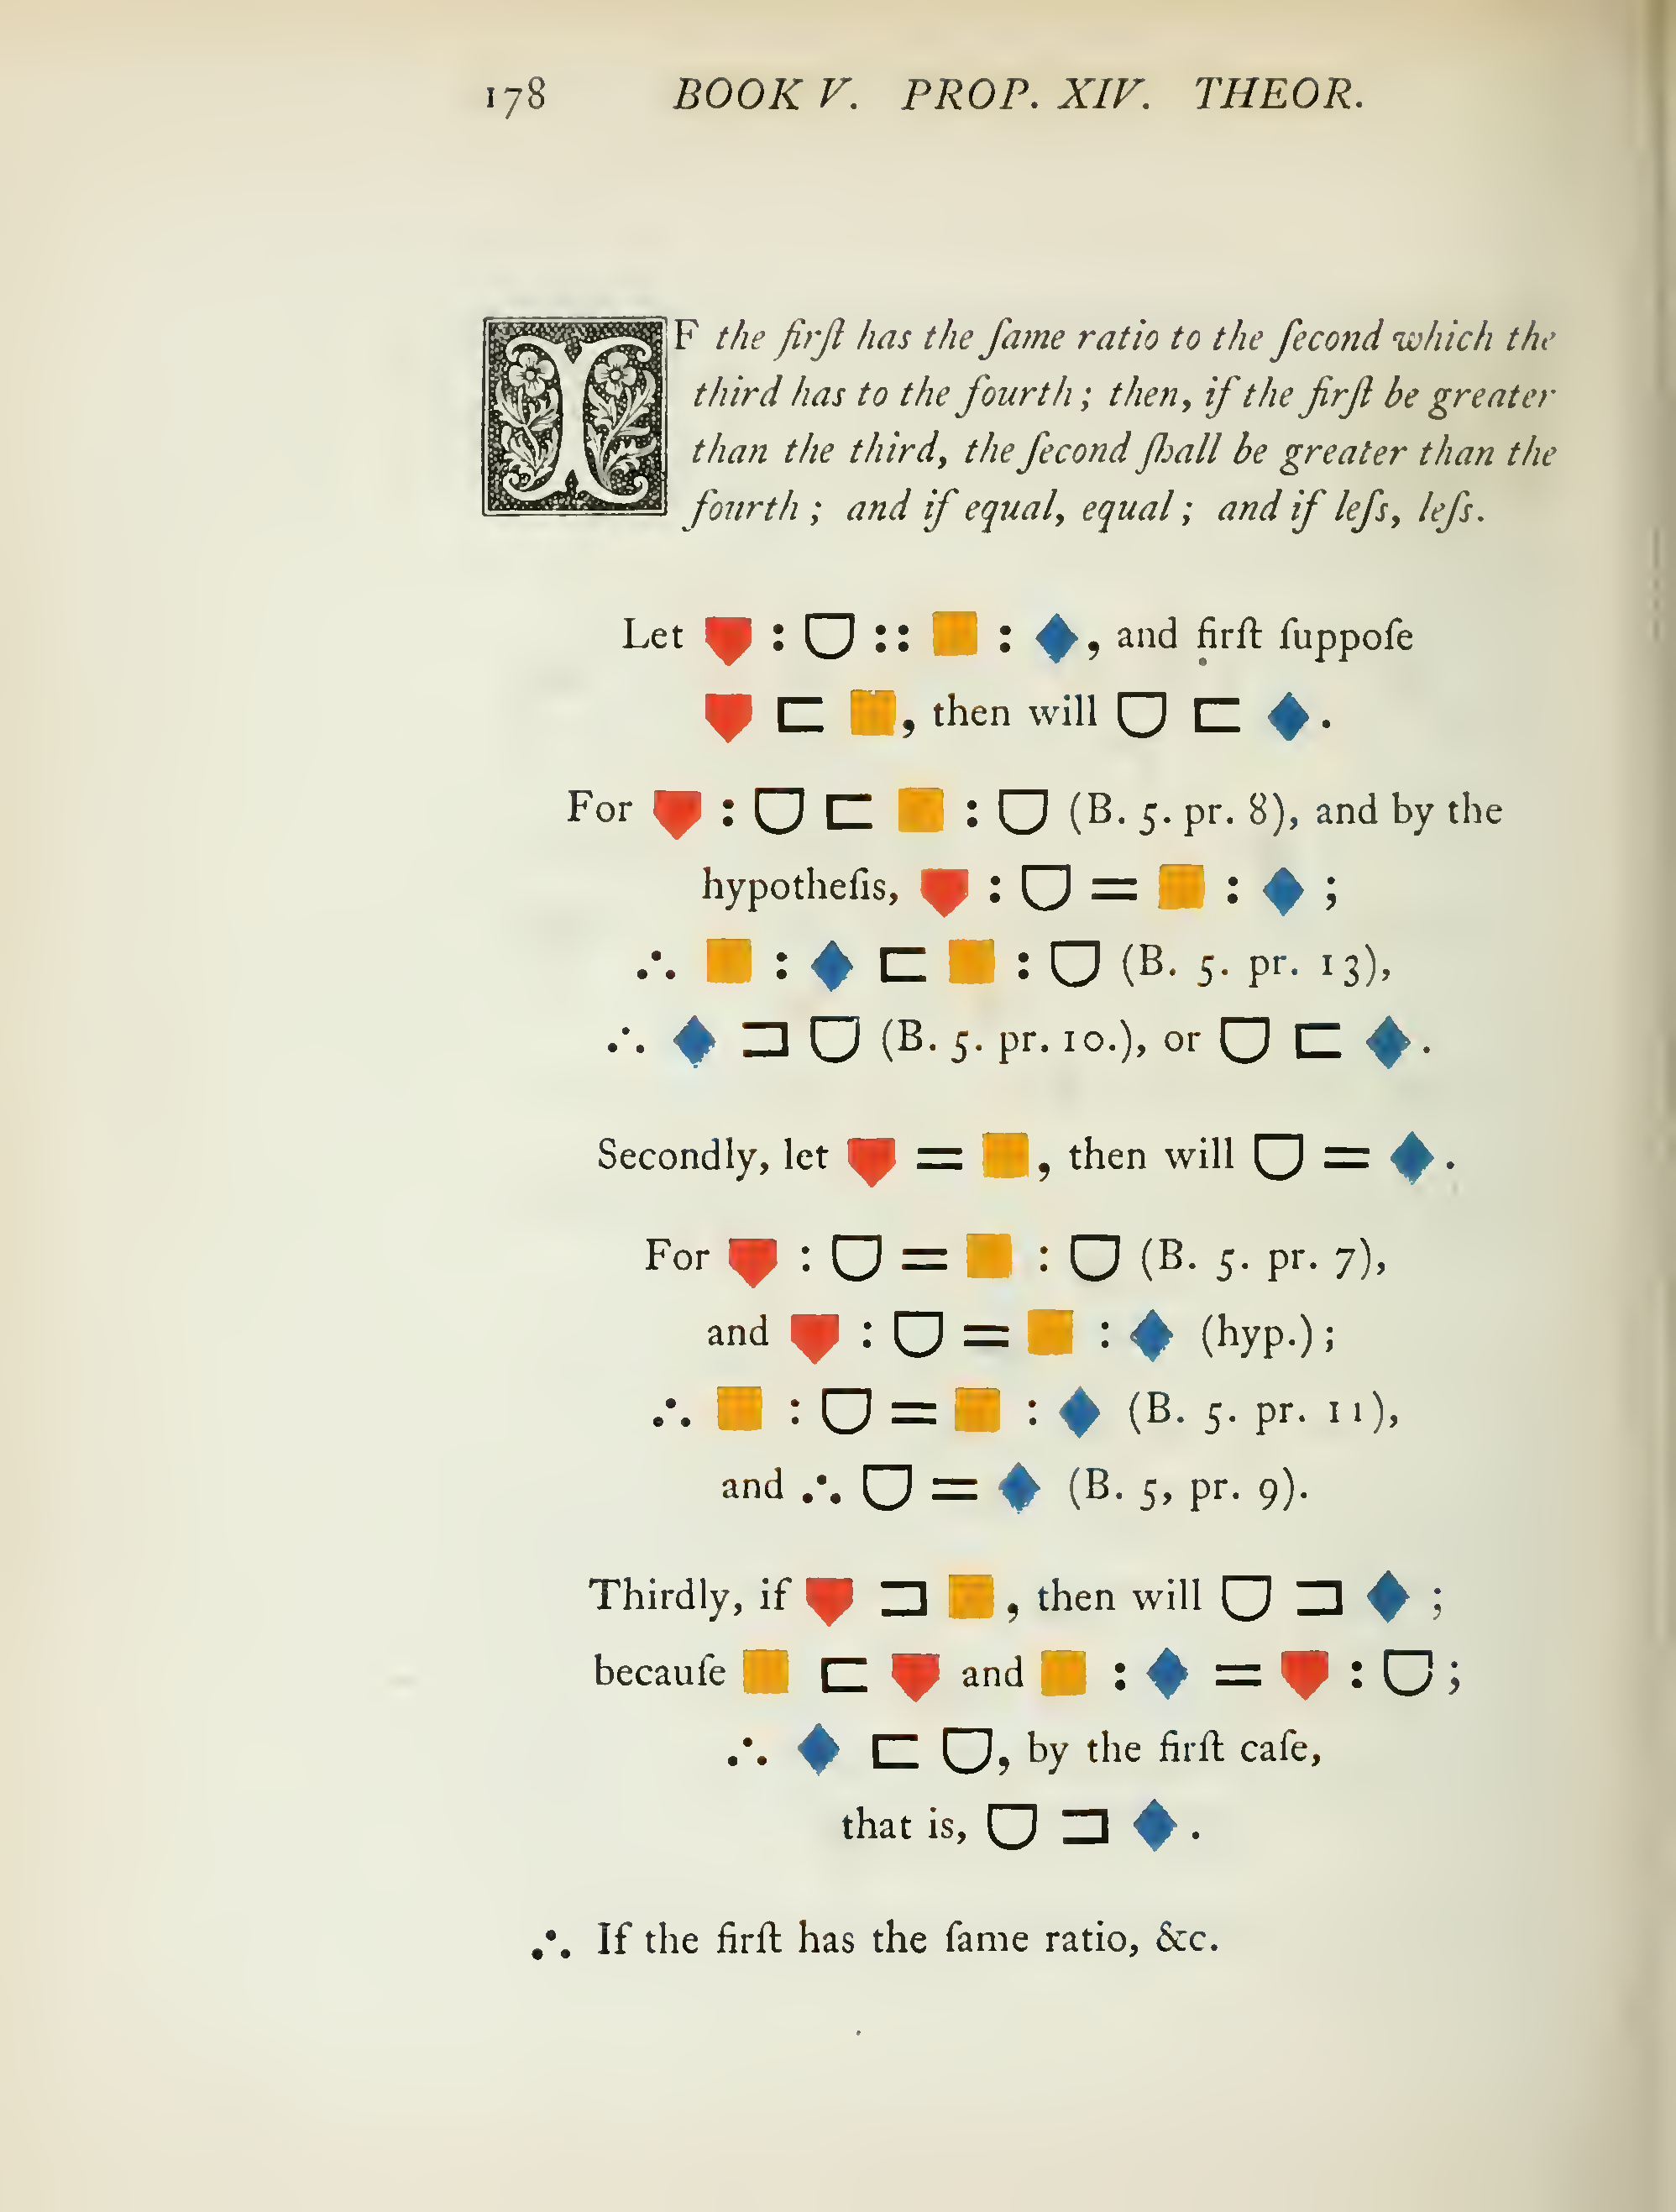 178 BOOK V. PROP. XIV. THEOR.
IF the firſt has the ſame ratio to the ſecond which the
third has to the fourth; then, if the firſt be greater
than the third, the ſecond ſhall be greater than the
fourth; and if equal, equal; and if leſs, leſs.
Let : :: : , and firſt ſuppoſe
⊏ , then will ⊏ .
For : ⊏ : (B. 5. pr. 8), and by the
hypotheſis, : = : ;
∴ : ⊏ : (B. 5. pr. 13),
∴ ⊐ (B. 5. pr. 10.), or ⊏ .
Secondly, let = , then will = .
For : = : (B. 5. pr. 7),
and : = : (hyp.);
∴ : = : (B. 5. pr. 11),
and ∴ = (B. 5, pr. 9).
Thirdly, if ⊐ , then will ⊐ ;
becauſe ⊏ and : = : ;
∴ ⊏ , by the firſt caſe,
that is, ⊐ .
∴ If the firſt has the ſame ratio, &c.